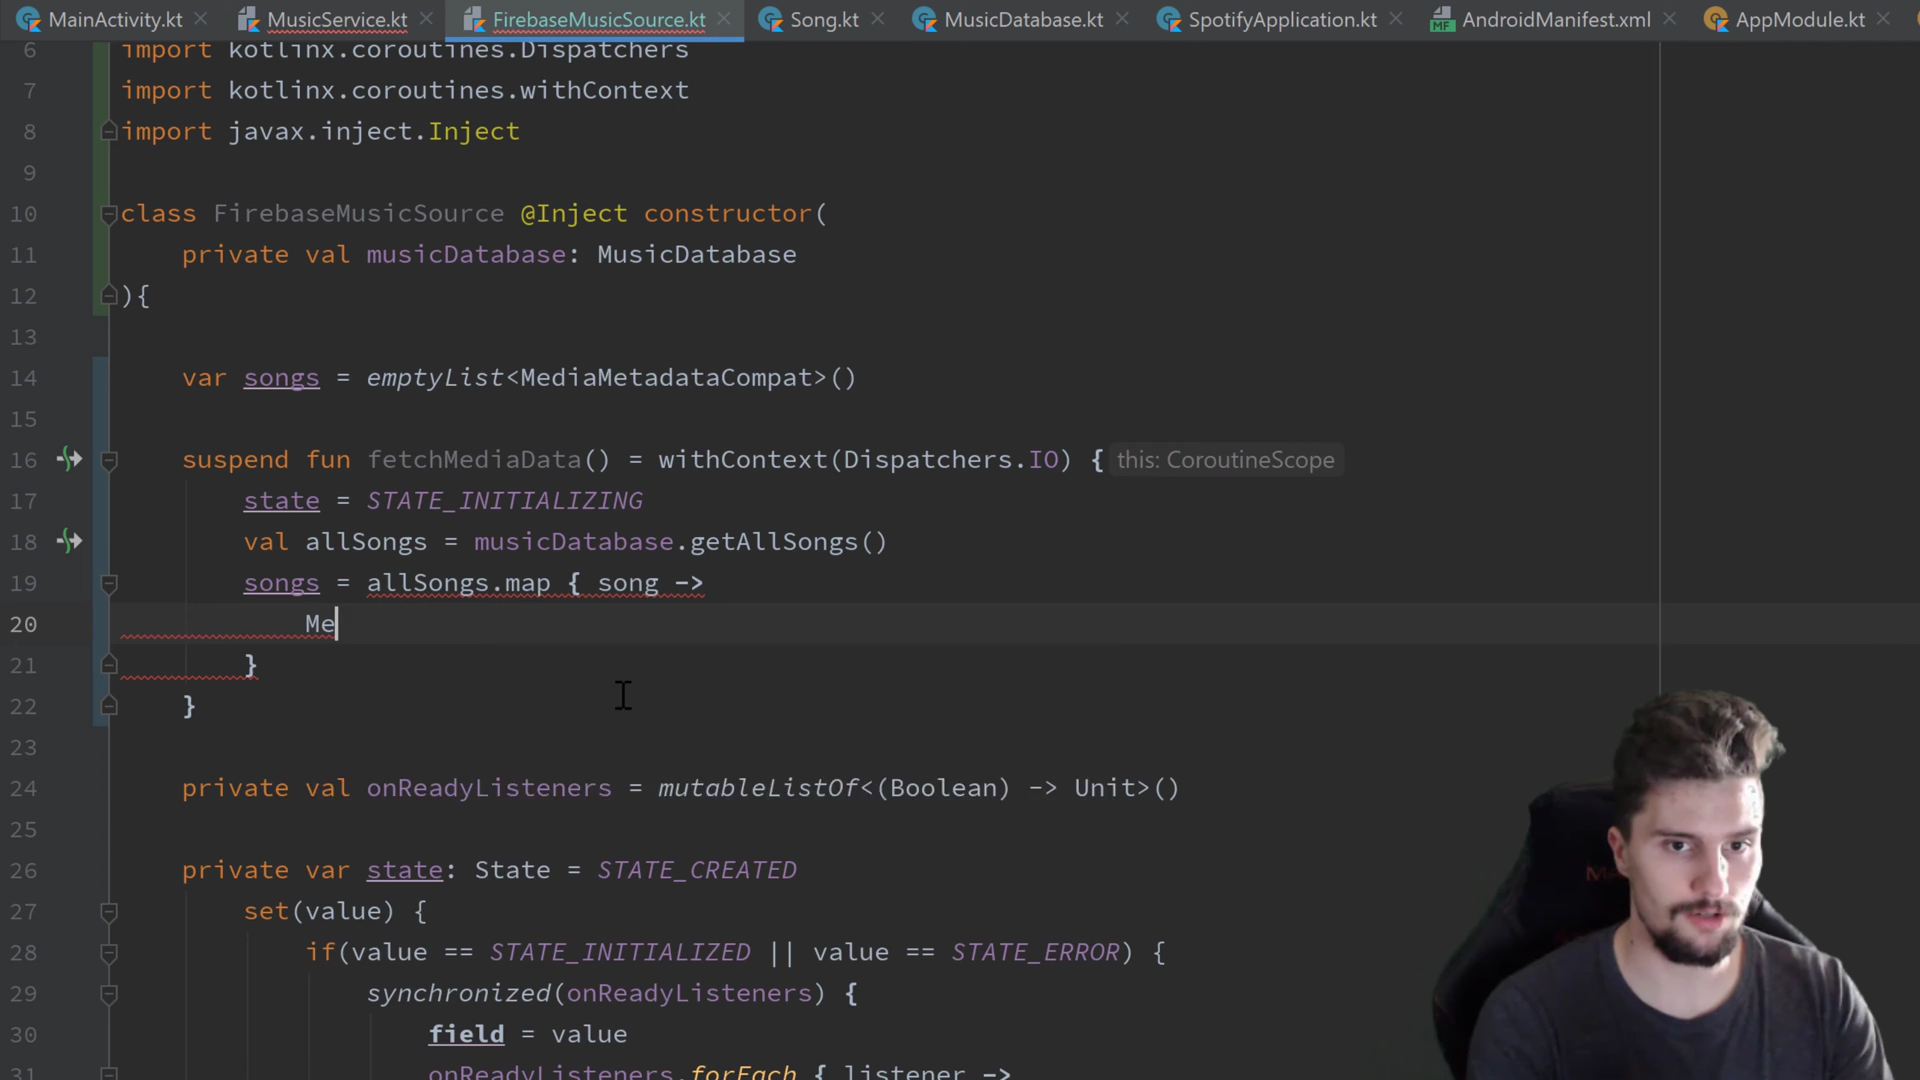 MainActivity.kt MusicService.kt FirebaseMusicSource.kt Song.kt MusicDatabase.kt SpotifyApplication.kt AndroidManifest.xml AppModule.kt
6 import kotlinx.coroutines.Dispatchers
7 import kotlinx.coroutines.withContext
8 import javax.inject.Inject
9
10 class FirebaseMusicSource @Inject constructor(
11 private val musicDatabase: MusicDatabase
12 ){
13
14 var songs = emptyList<MediaMetadataCompat>()
15
16 suspend fun fetchMediaData() = withContext(Dispatchers.IO) { this: CoroutineScope
17 state = STATE_INITIALIZING
18 val allSongs = musicDatabase.getAllSongs()
19 songs = allSongs.map { song ->
20 Me
21 }
22 }
23
24 private val onReadyListeners = mutableListOf<(Boolean) -> Unit>()
25
26 private var state: State = STATE_CREATED
27 set(value) {
28 if(value == STATE_INITIALIZED || value == STATE_ERROR) {
29 synchronized(onReadyListeners) {
30 field = value
31 onReadyListeners.forEach { listener ->